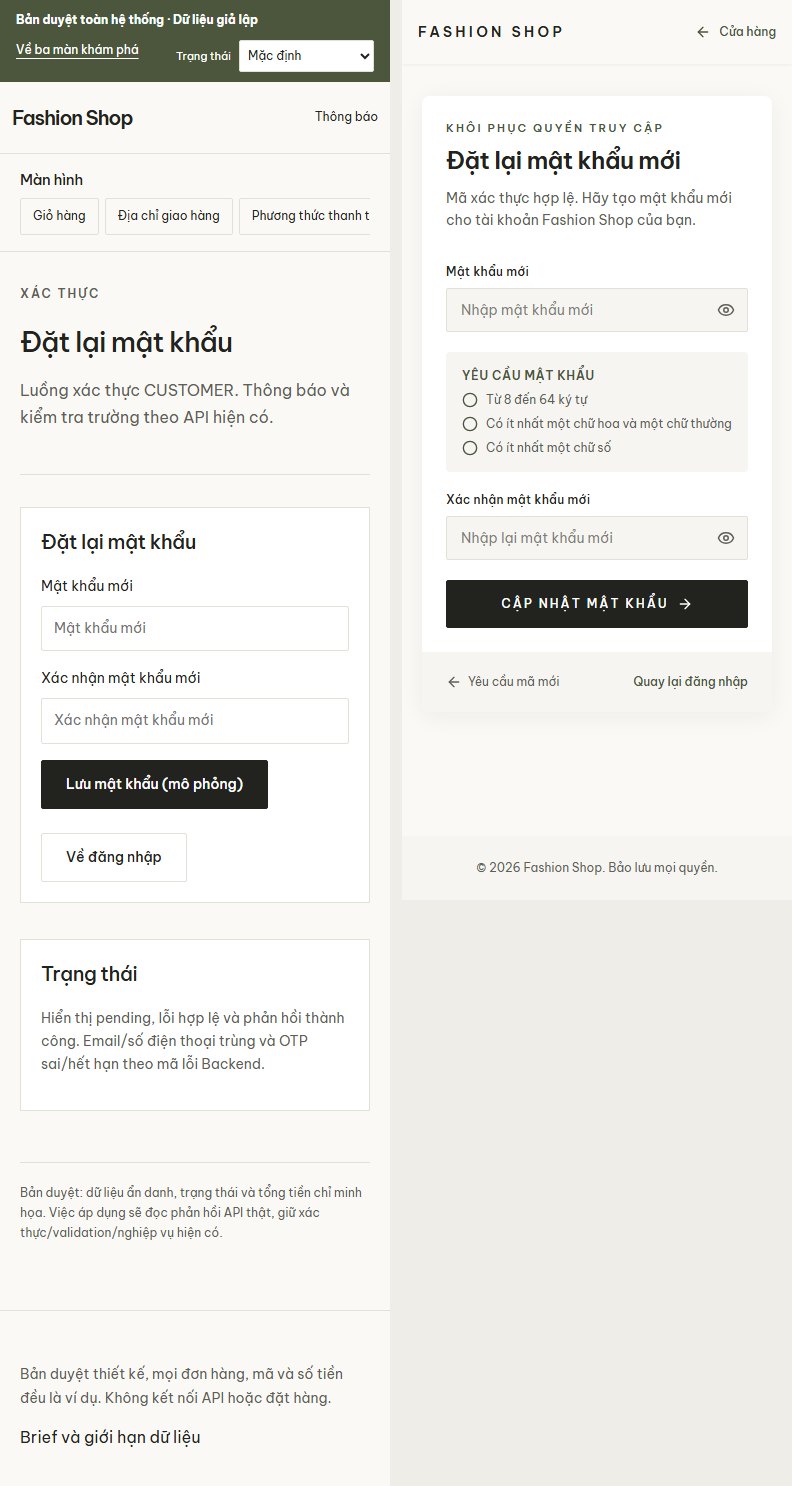 Bản duyệt toàn hệ thống · Dữ liệu giả lập
Về ba màn khám phá
Trạng thái
Mặc định
Fashion Shop
Thông báo
Màn hình
Giỏ hàng
Địa chỉ giao hàng
Phương thức thanh t
XÁC THỰC
Đặt lại mật khẩu
Luồng xác thực CUSTOMER. Thông báo và
kiểm tra trường theo API hiện có.
Đặt lại mật khẩu
Mật khẩu mới
Mật khẩu mới
Xác nhận mật khẩu mới
Xác nhận mật khẩu mới
Lưu mật khẩu (mô phỏng)
Về đăng nhập
Trạng thái
Hiển thị pending, lỗi hợp lệ và phản hồi thành
công. Email/số điện thoại trùng và OTP
sai/hết hạn theo mã lỗi Backend.
Bản duyệt: dữ liệu ẩn danh, trạng thái và tổng tiền chỉ minh
họa. Việc áp dụng sẽ đọc phản hồi API thật, giữ xác
thực/validation/nghiệp vụ hiện có.
Bản duyệt thiết kế, mọi đơn hàng, mã và số tiền
đều là ví dụ. Không kết nối API hoặc đặt hàng.
Brief và giới hạn dữ liệu
FASHION SHOP
Cửa hàng
KHÔI PHỤC QUYỀN TRUY CẬP
Đặt lại mật khẩu mới
Mã xác thực hợp lệ. Hãy tạo mật khẩu mới
cho tài khoản Fashion Shop của bạn.
Mật khẩu mới
Nhập mật khẩu mới
YÊU CẦU MẬT KHẨU
Từ 8 đến 64 ký tự
Có ít nhất một chữ hoa và một chữ thường
Có ít nhất một chữ số
Xác nhận mật khẩu mới
Nhập lại mật khẩu mới
CẬP NHẬT MẬT KHẨU
Yêu cầu mã mới
Quay lại đăng nhập
© 2026 Fashion Shop. Bảo lưu mọi quyền.